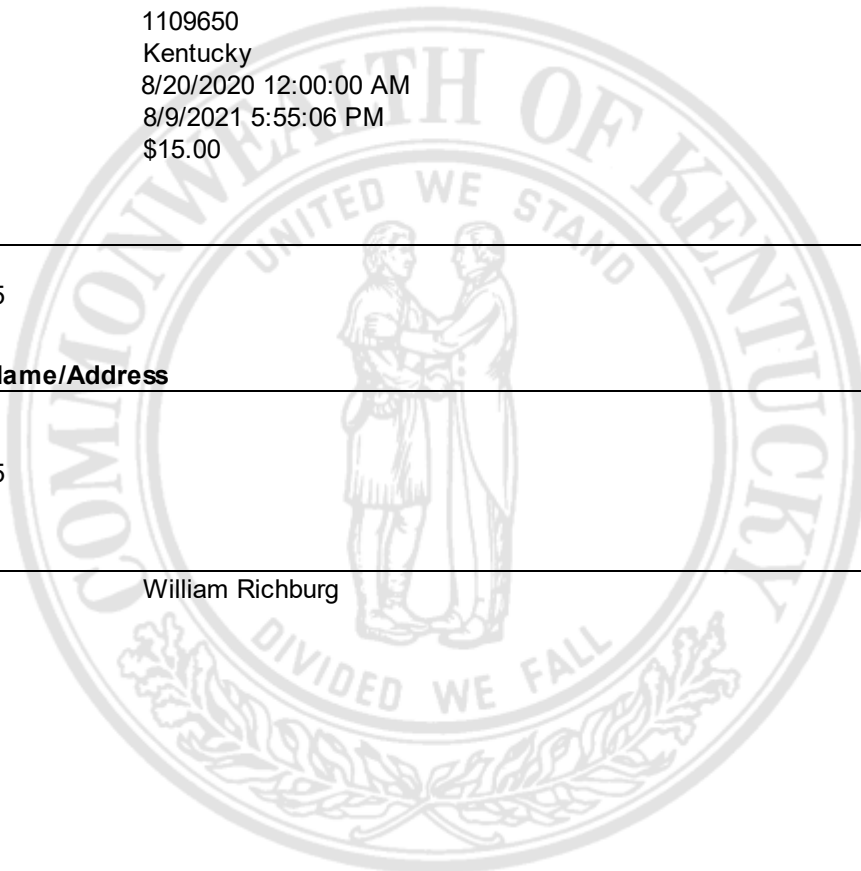 1109650
Kentucky
8/20/2020 12:00:00 AM
8/9/2021 5:55:06 PM
$15.00
COMMONWEALTH OF KENTUCKY
UNITED WE STAND
5
ame/Address
5
William Richburg
DIVIDED WE FALL